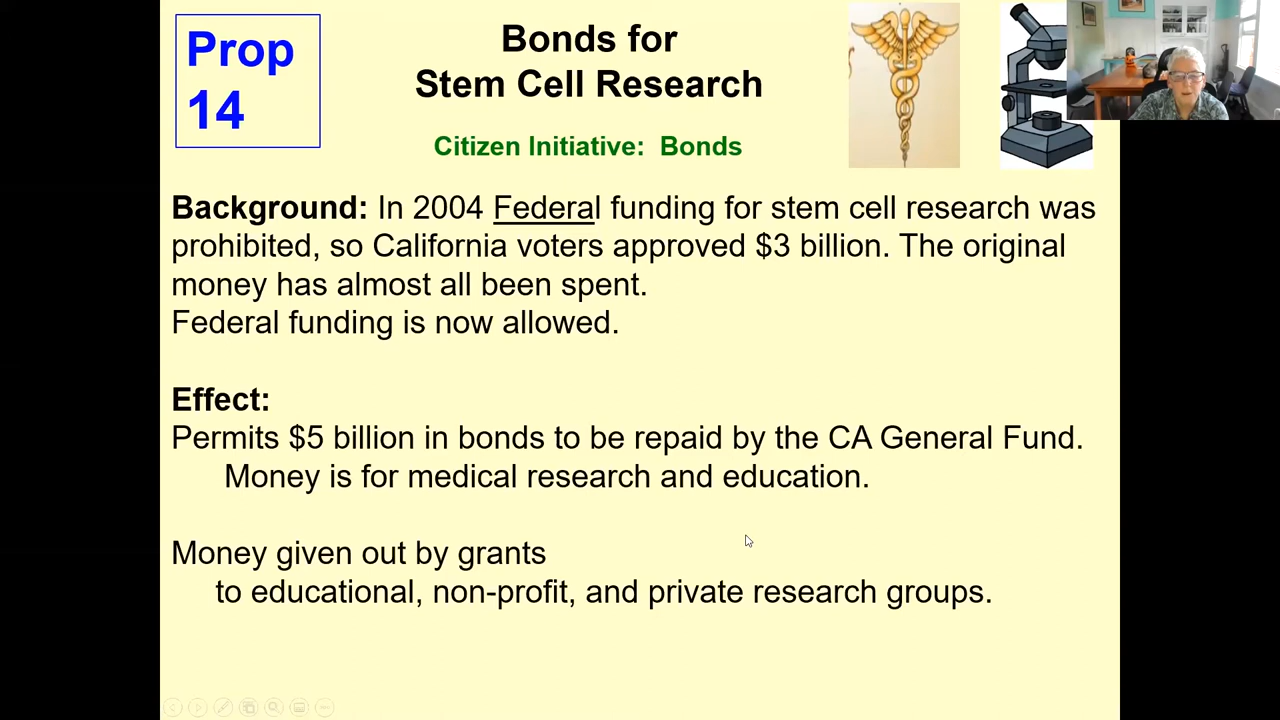 Prop
14
Bonds for
Stem Cell Research
Citizen Initiative: Bonds
Background: In 2004 Federal funding for stem cell research was
prohibited, so California voters approved $3 billion. The original
money has almost all been spent.
Federal funding is now allowed.
Effect:
Permits $5 billion in bonds to be repaid by the CA General Fund.
Money is for medical research and education.
Money given out by grants
to educational, non-profit, and private research groups.